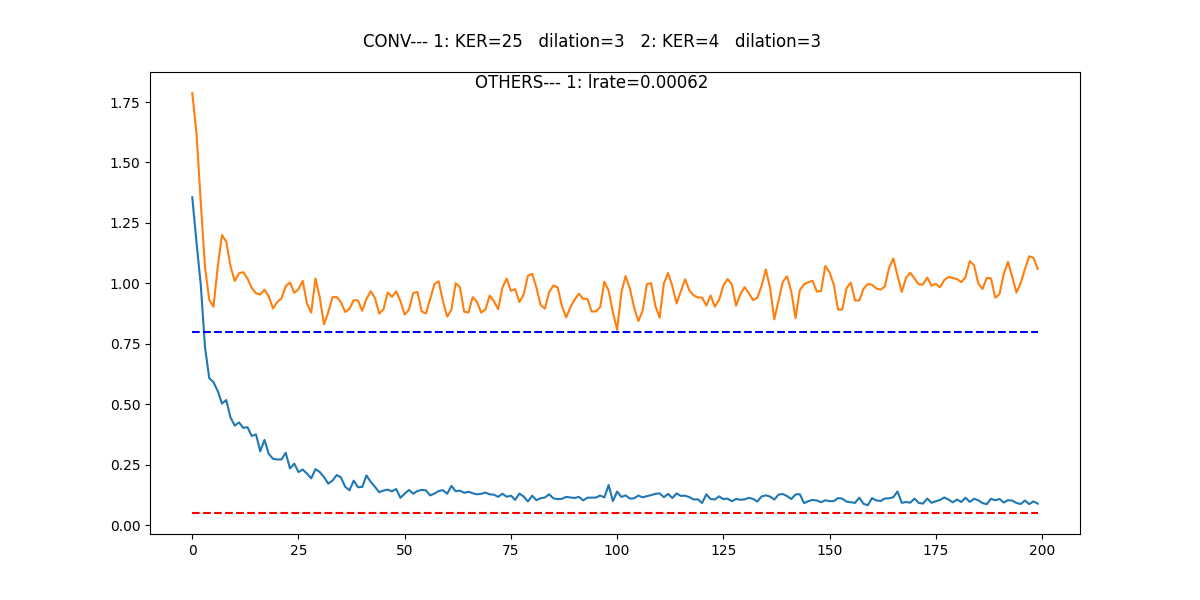 CONV--- 1: KER=25   dilation=3   2: KER=4   dilation=3
OTHERS--- 1: lrate=0.00062
1.75
1.50
1.25
1.00
0.75
0.50
0.25
0.00
0 25 50 75 100 125 150 175 200